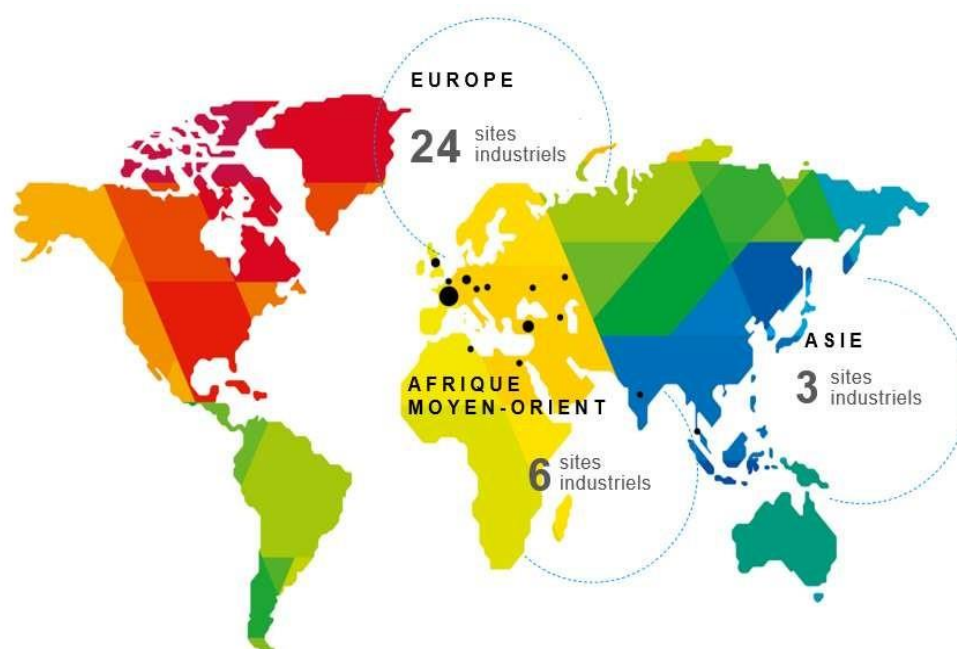 EUROPE
24 sites
industriels
ASIE
3 sites
industriels
AFRIQUE
MOYEN-ORIENT
6 sites
industriels